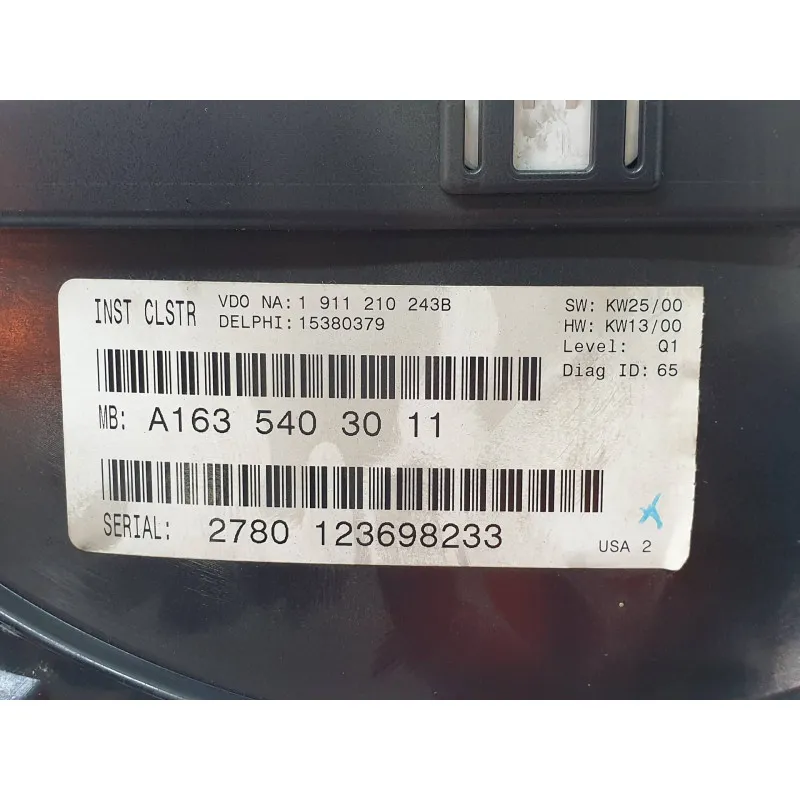 INST CLSTR VDO NA: 1 911 210 243B SW: KW25/00
DELPHI: 15380379 HW: KW13/00
Level: Q1
Diag ID: 65
MB: A163 540 30 11
SERIAL: 2780 123698233
USA 2